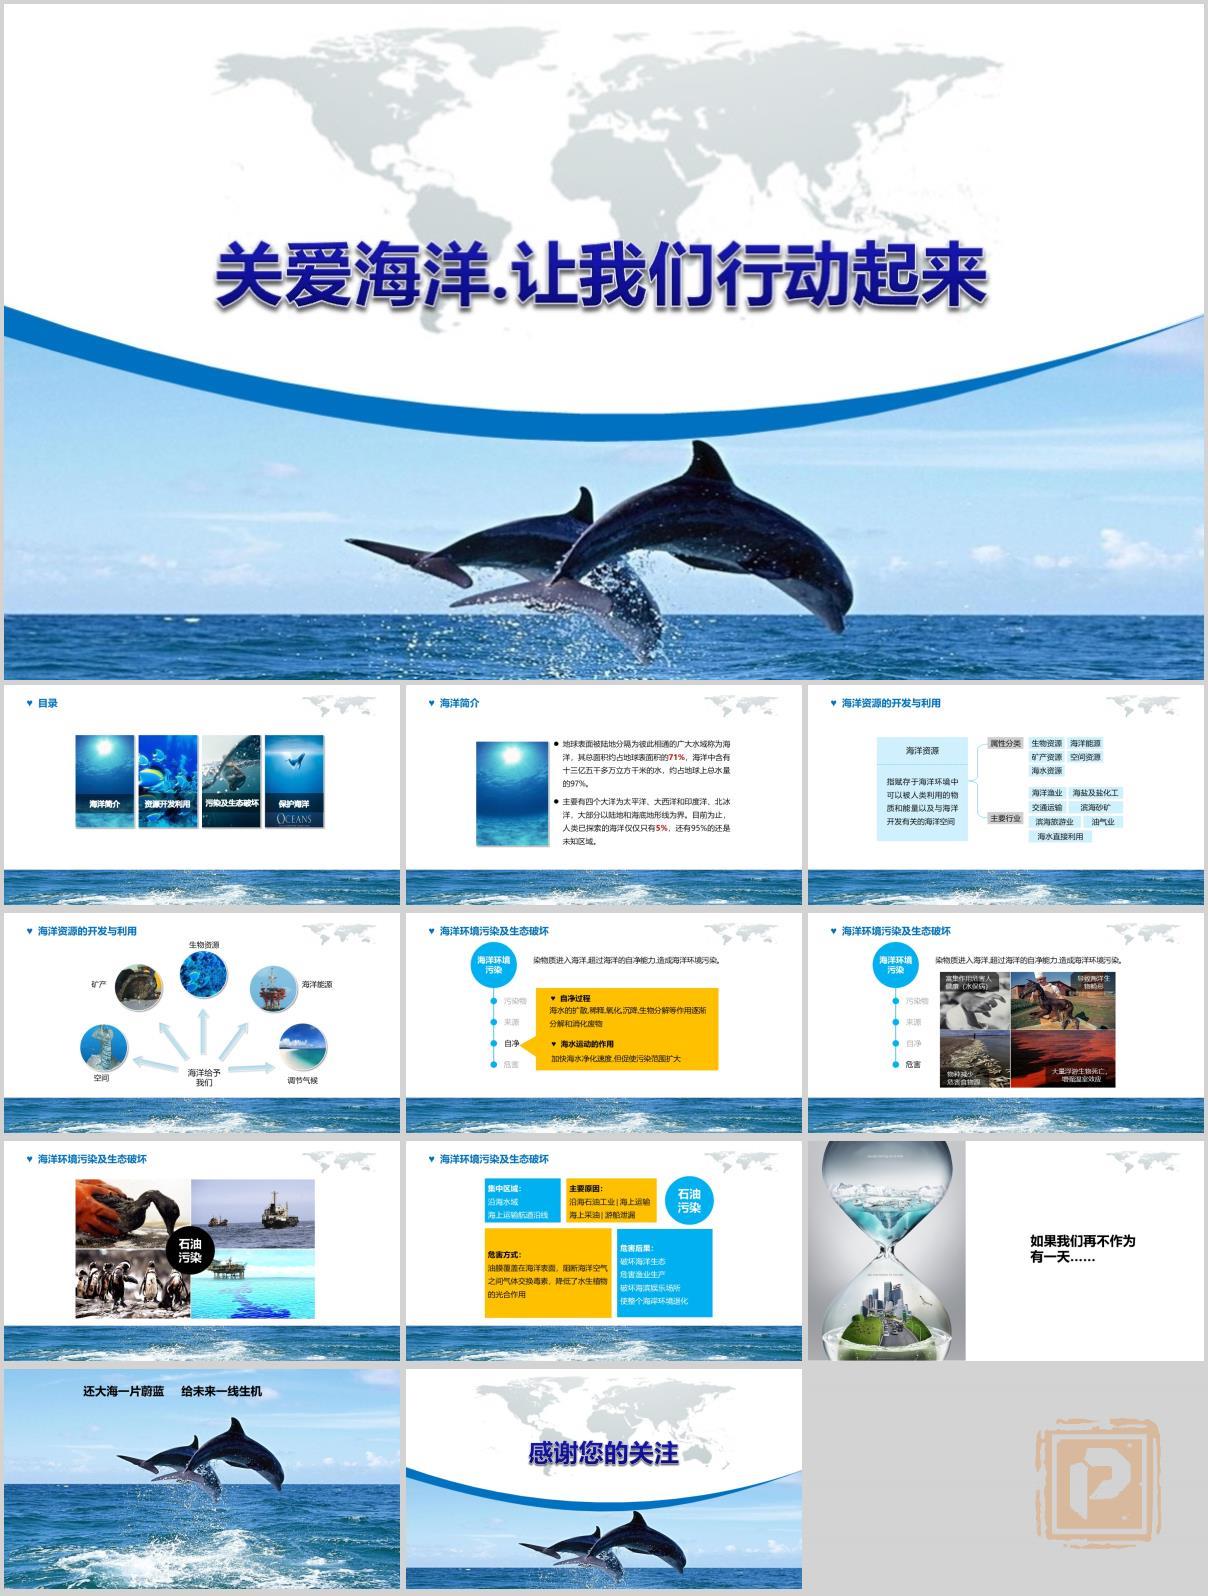 关爱海洋.让我们行动起来
♥ 目录
海洋简介
资源开发利用
污染及生态破坏
保护海洋
OCEANS
♥ 海洋简介
● 地球表面被陆地分隔为彼此相通的广大水域称为海
洋，其总面积约占地球表面积的71%，海洋中含有
十三亿五千多万立方千米的水，约占地球上总水量
的97%。
● 主要有四个大洋为太平洋、大西洋和印度洋、北冰
洋，大部分以陆地和海底地形线为界。目前为止，
人类已探索的海洋仅仅只有5%，还有95%的还是
未知区域。
♥ 海洋资源的开发与利用
海洋资源
指赋存于海洋环境中
可以被人类利用的物
质和能量以及与海洋
开发有关的海洋空间
属性分类
生物资源 海洋能源
矿产资源 空间资源
海水资源
主要行业
海洋渔业 海盐及盐化工
交通运输 滨海砂矿
滨海旅游业 油气业
海水直接利用
♥ 海洋资源的开发与利用
生物资源
矿产
海洋能源
空间
海洋给予
我们
调节气候
♥ 海洋环境污染及生态破坏
海洋环境
污染
染物质进入海洋,超过海洋的自净能力,造成海洋环境污染。
污染物
来源
自净
危害
♥ 自净过程
海水的扩散,稀释,氧化,沉降,生物分解等作用逐渐
分解和消化废物
♥ 海水运动的作用
加快海水净化速度,但促使污染范围扩大
♥ 海洋环境污染及生态破坏
海洋环境
污染
染物质进入海洋,超过海洋的自净能力,造成海洋环境污染。
污染物
来源
自净
危害
富集作用危害人
健康（水俣病）
导致海洋生
物畸形
物种减少,
危害食物源
大量浮游生物死亡,
增强温室效应
♥ 海洋环境污染及生态破坏
石油
污染
♥ 海洋环境污染及生态破坏
集中区域：
沿海水域
海上运输航道沿线
主要原因：
沿海石油工业|海上运输
海上采油|游船泄漏
石油
污染
危害方式：
油膜覆盖在海洋表面，阻断海洋空气
之间气体交换毒素，降低了水生植物
的光合作用
危害后果：
破坏海洋生态
危害渔业生产
破坏海滨娱乐场所
使整个海岸环境退化
如果我们再不作为
有一天……
还大海一片蔚蓝 给未来一线生机
感谢您的关注